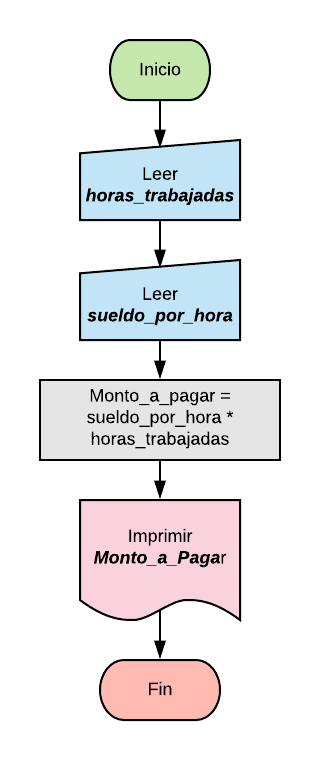 Inicio
Leer
horas_trabajadas
Leer
sueldo_por_hora
Monto_a_pagar =
sueldo_por_hora *
horas_trabajadas
Imprimir
Monto_a_Pagar
Fin